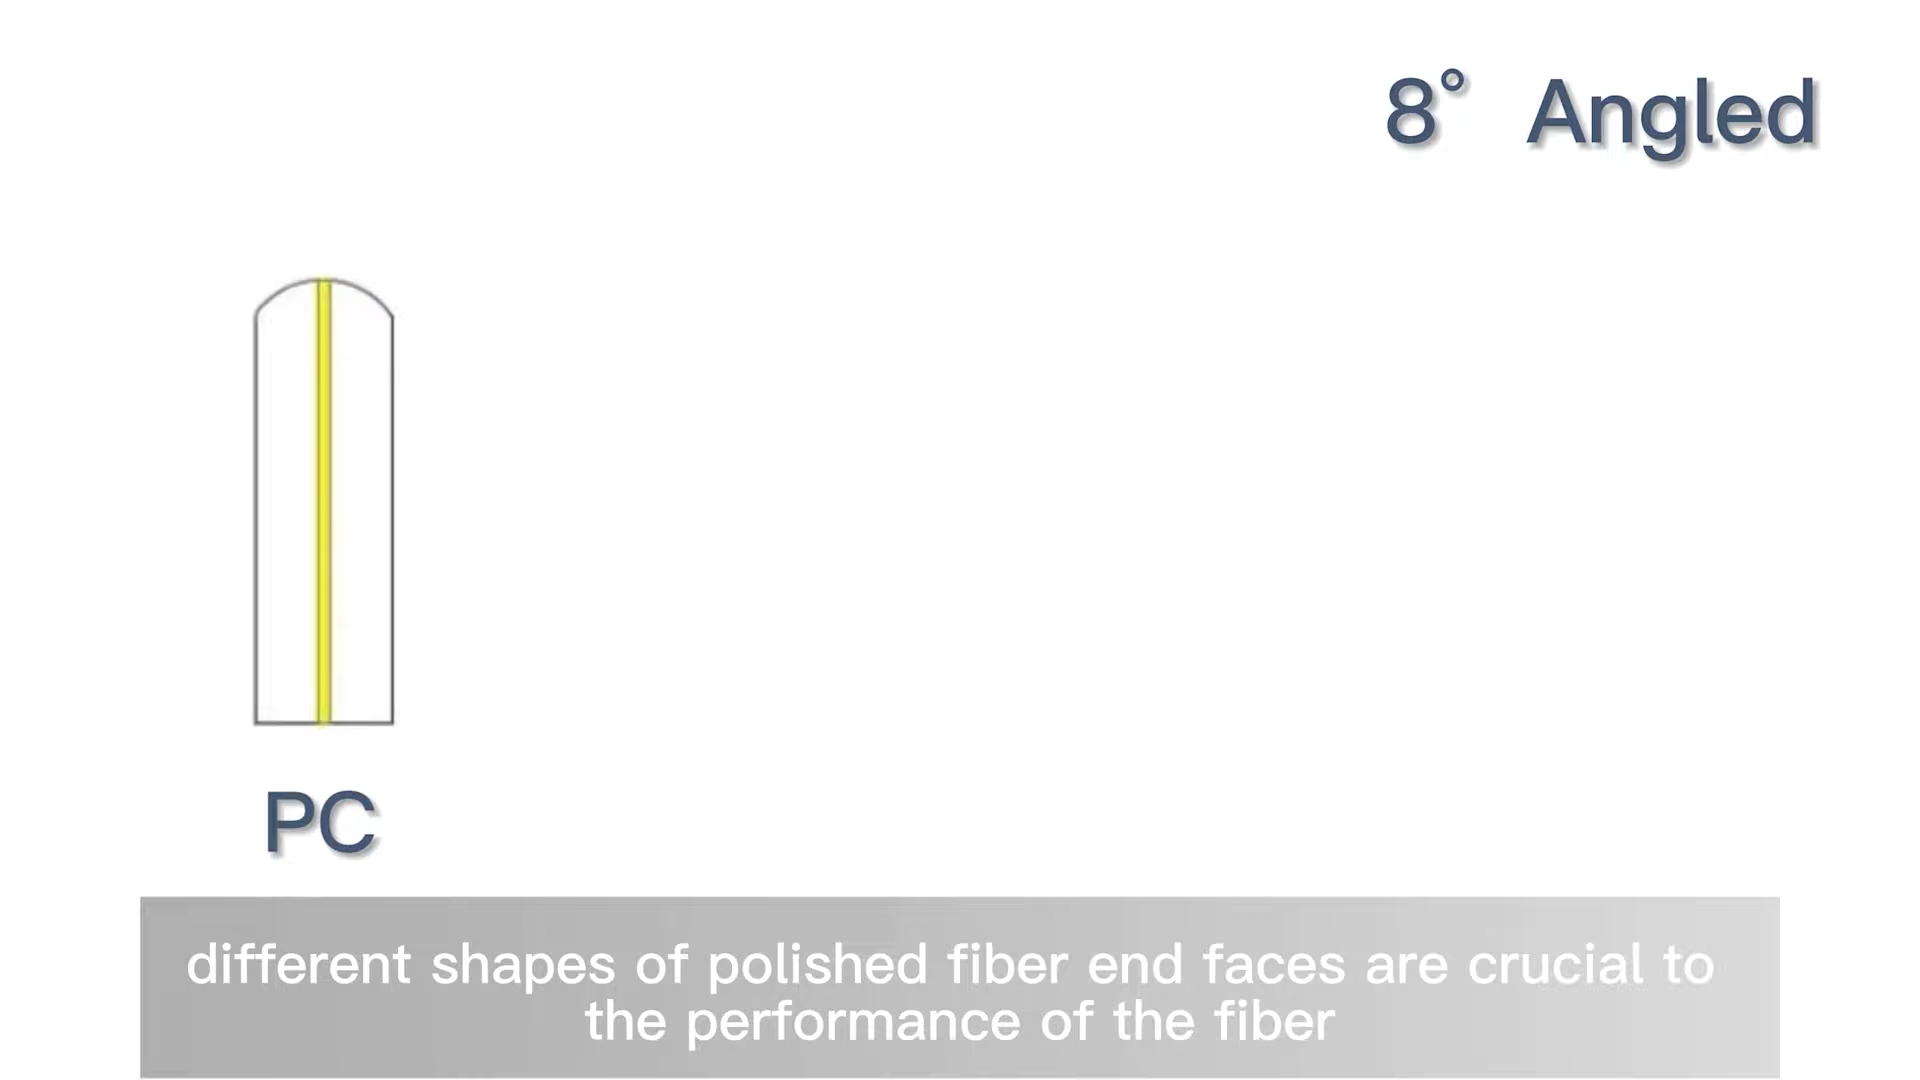 8° Angled
PC
different shapes of polished fiber end faces are crucial to
the performance of the fiber